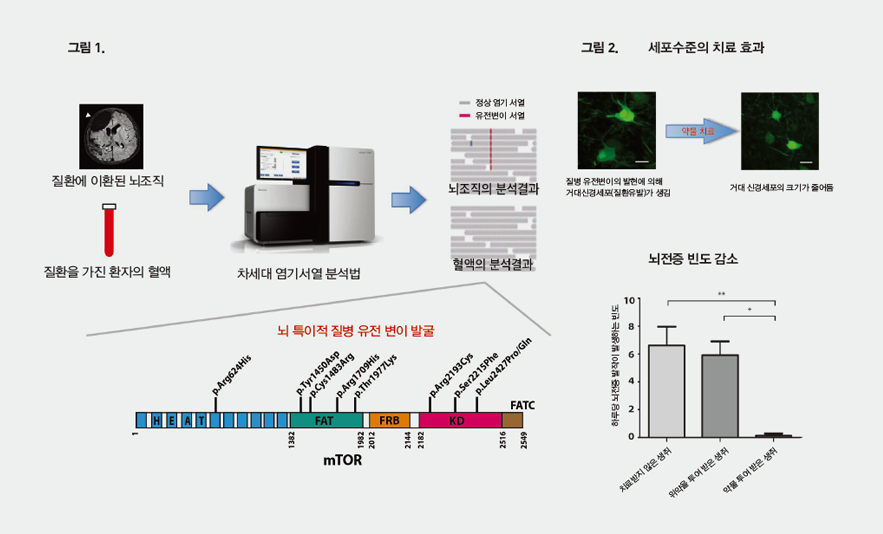 그림 1.
질환에 이환된 뇌조직
질환을 가진 환자의 혈액
차세대 염기서열 분석법
정상 염기 서열
유전변이 서열
뇌조직의 분석결과
혈액의 분석결과
뇌 특이적 질병 유전 변이 발굴
p.Arg624His
p.Tyr1450Asp
p.Cys1483Arg
p.Arg1709His
p.Thr1977Lys
p.Arg2193Cys
p.Ser2215Phe
p.Leu2427Pro/Gln
H E A T
FAT
FRB
KD
FATC
1
1382
1982
2012
2144
2182
2516
2549
mTOR
그림 2. 세포수준의 치료 효과
약물 치료
질병 유전변이의 발현에 의해
거대신경세포(질환유발)가 생김
거대 신경세포의 크기가 줄어듬
뇌전증 빈도 감소
하루당 뇌전증 발작이 발생하는 빈도
10
8
6
4
2
0
**
*
치료받지 않은 생쥐
위약을 투여 받은 생쥐
약물 투여 받은 생쥐